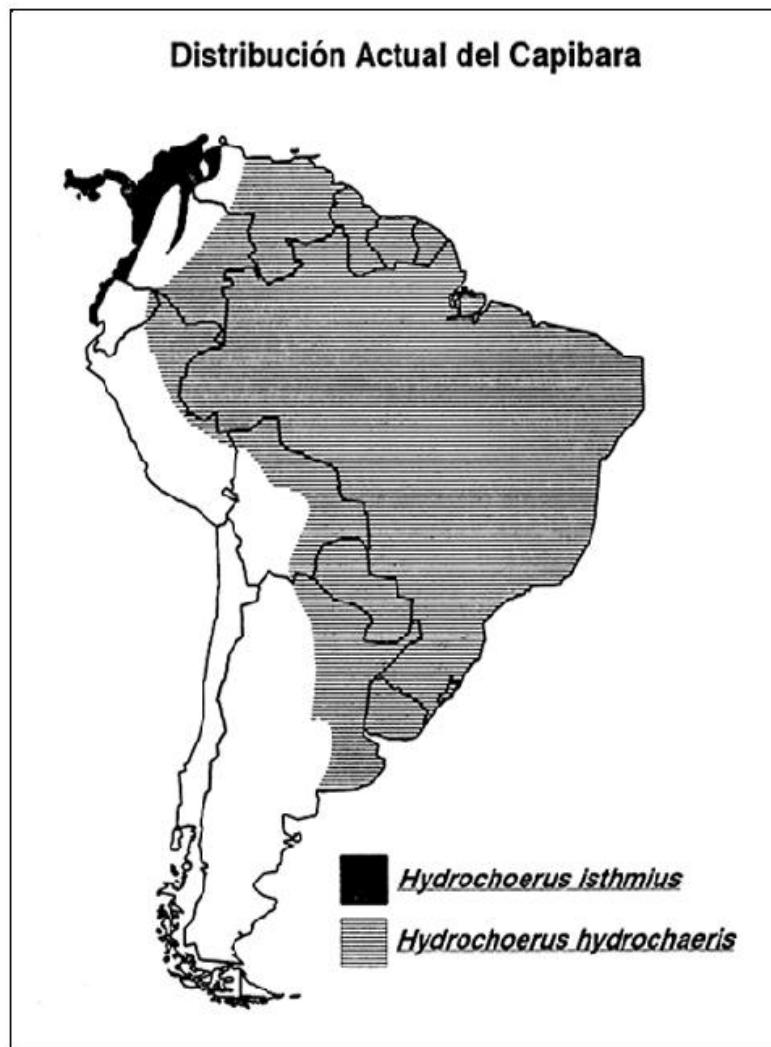 Distribución Actual del Capibara
Hydrochoerus isthmius
Hydrochoerus hydrochaeris